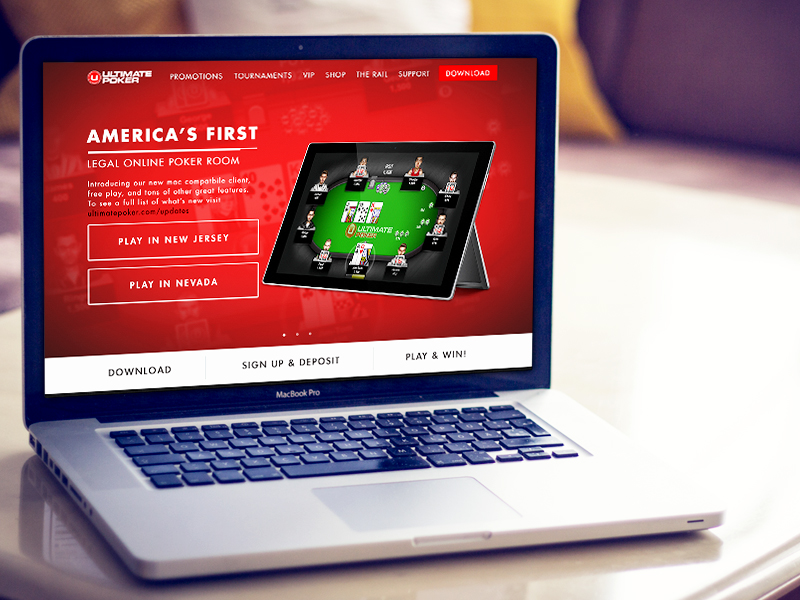 ULTIMATE
POKER
PROMOTIONS TOURNAMENTS VIP SHOP THE RAIL SUPPORT DOWNLOAD
AMERICA'S FIRST
LEGAL ONLINE POKER ROOM
Introducing our new mac compatbile client,
free play, and tons of other great features.
To see a full list of what's new visit
ultimatepoker.com/updates
PLAY IN NEW JERSEY
PLAY IN NEVADA
ULTIMATE
POKER
DOWNLOAD SIGN UP & DEPOSIT PLAY & WIN!
MacBook Pro